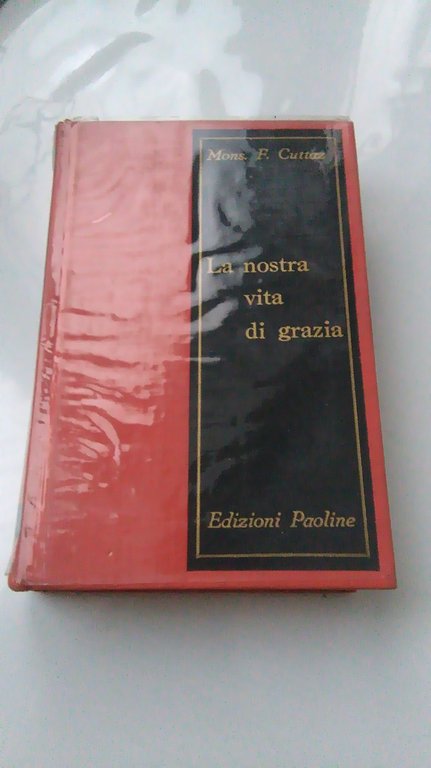 Mons. F. Cuttaz
La nostra
vita
di grazia
Edizioni Paoline